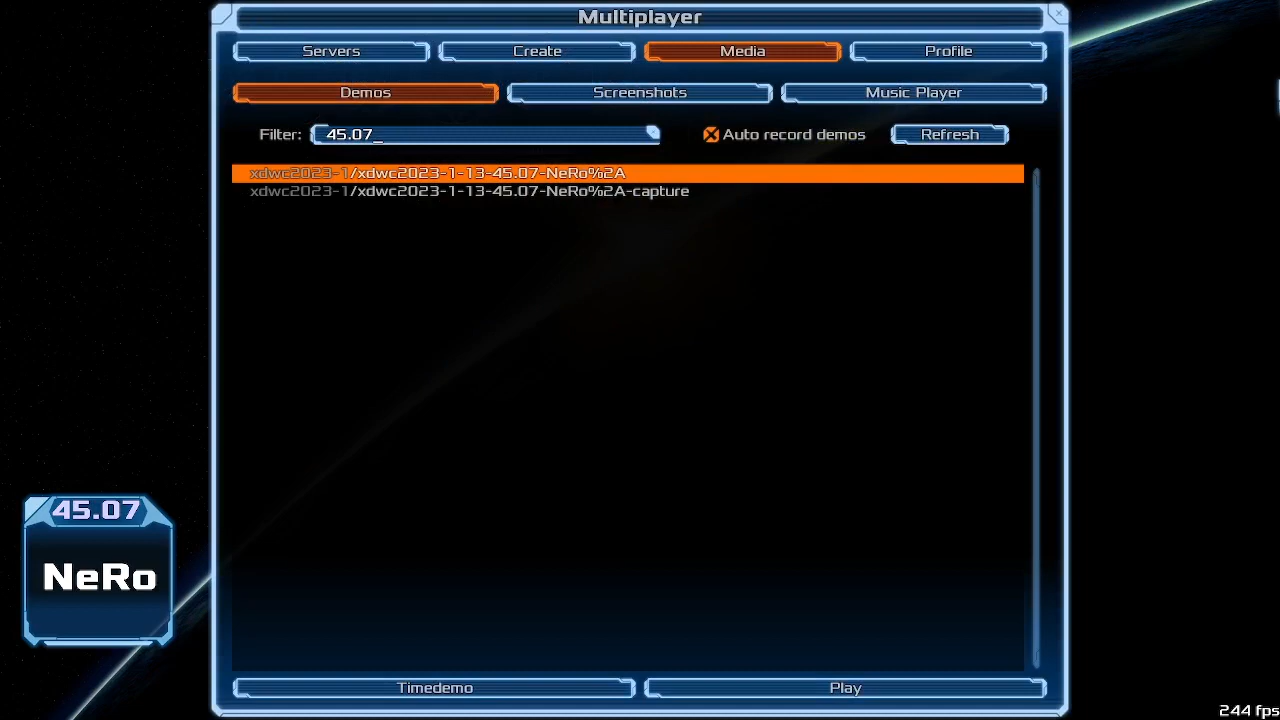 Multiplayer
Servers Create Media Profile
Demos Screenshots Music Player
Filter: 45.07_ Auto record demos Refresh
xdwc2023-1/xdwc2023-1-13-45.07-NeRo%2A
xdwc2023-1/xdwc2023-1-13-45.07-NeRo%2A-capture
45.07
NeRo
Timedemo Play
244 fps